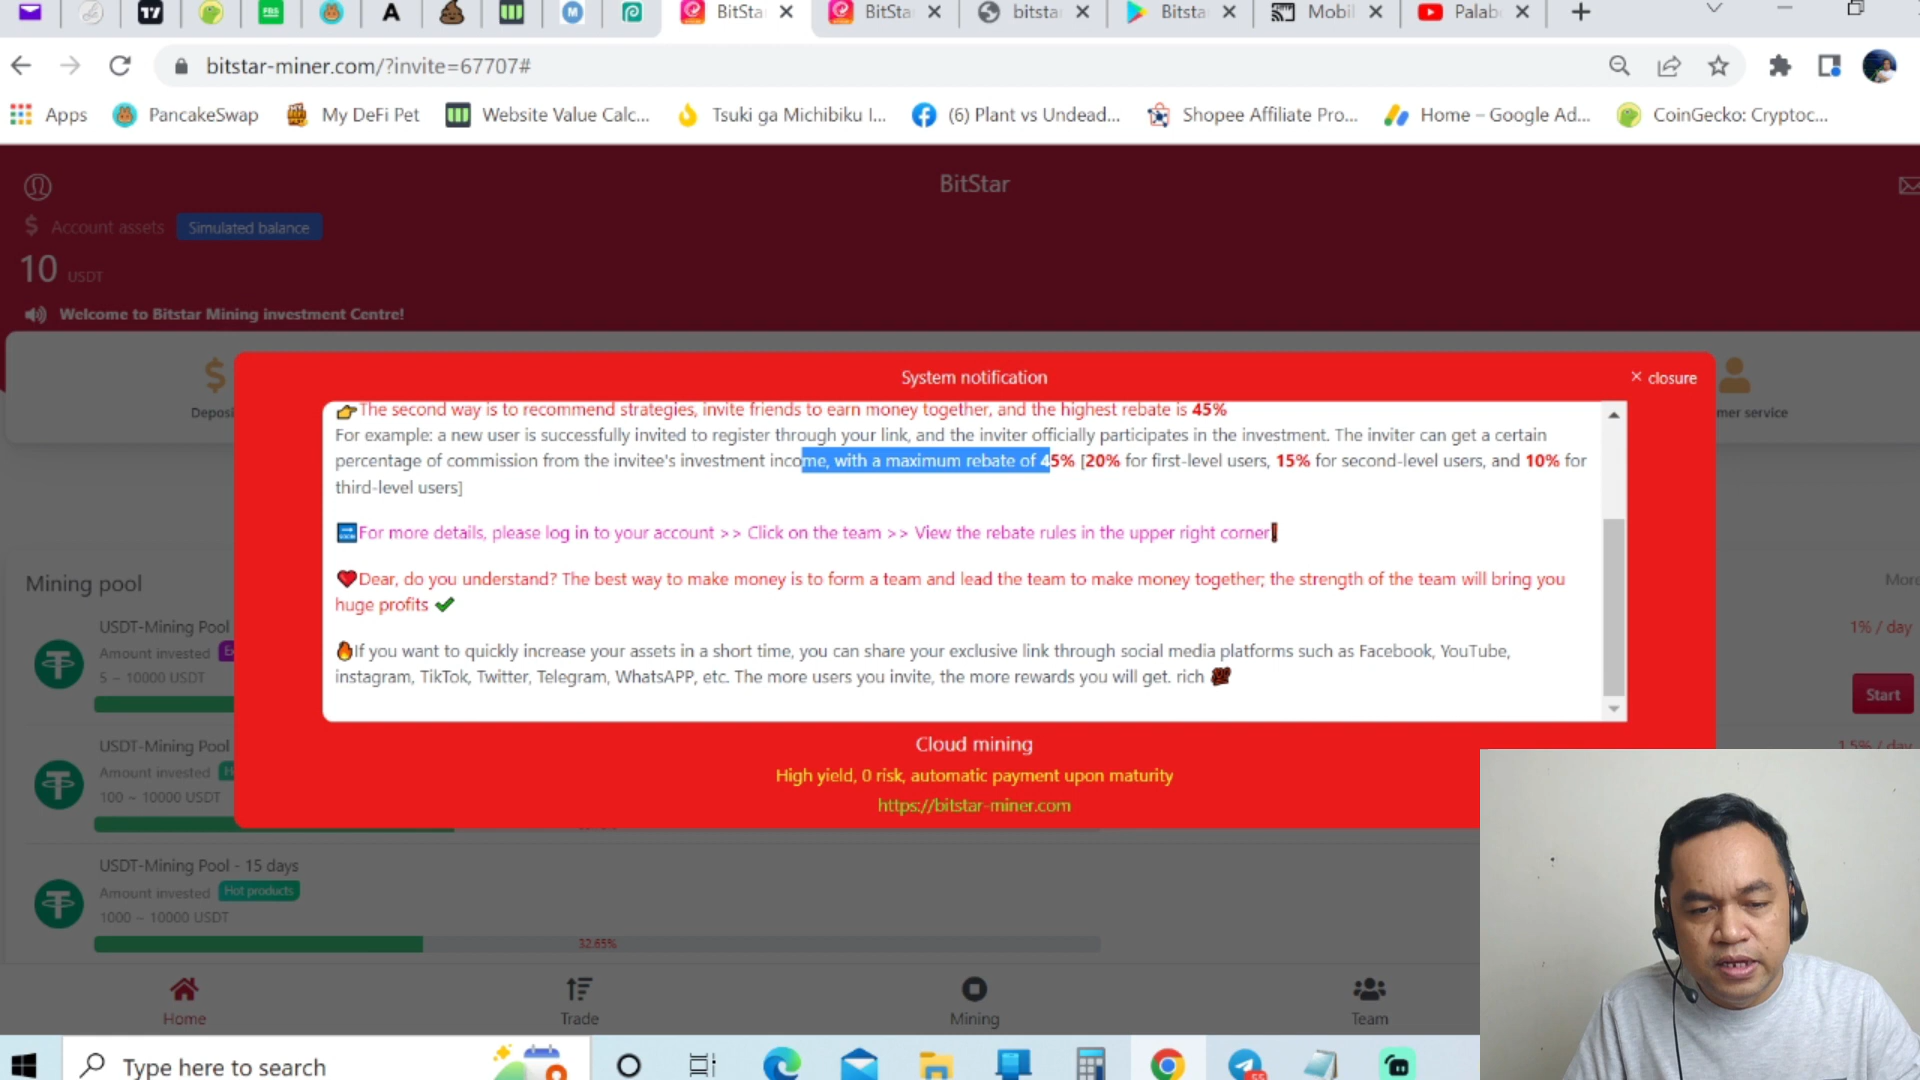 BitSta
BitSta
bitstar
Bitsta
Mobil
Palab
bitstar-miner.com/?invite=67707#
Apps
PancakeSwap
My DeFi Pet
Website Value Calc...
Tsuki ga Michibiku I...
(6) Plant vs Undead...
Shopee Affiliate Pro...
Home – Google Ad...
CoinGecko: Cryptoc...
BitStar
Account assets
Simulated balance
10 USDT
Welcome to Bitstar Mining investment Centre!
Deposi
mer service
System notification
× closure
The second way is to recommend strategies, invite friends to earn money together, and the highest rebate is 45%
For example: a new user is successfully invited to register through your link, and the inviter officially participates in the investment. The inviter can get a certain
percentage of commission from the invitee's investment income, with a maximum rebate of 45% [20% for first-level users, 15% for second-level users, and 10% for
third-level users]
For more details, please log in to your account >> Click on the team >> View the rebate rules in the upper right corner!
Dear, do you understand? The best way to make money is to form a team and lead the team to make money together; the strength of the team will bring you
huge profits
If you want to quickly increase your assets in a short time, you can share your exclusive link through social media platforms such as Facebook, YouTube,
instagram, TikTok, Twitter, Telegram, WhatsAPP, etc. The more users you invite, the more rewards you will get. rich
Cloud mining
High yield, 0 risk, automatic payment upon maturity
https://bitstar-miner.com
Mining pool
More
USDT-Mining Pool
Amount invested
5 ~ 10000 USDT
1% / day
Start
USDT-Mining Pool
Amount invested
100 ~ 10000 USDT
1.5% / day
USDT-Mining Pool - 15 days
Amount invested
Hot products
1000 ~ 10000 USDT
32.65%
Home
Trade
Mining
Team
Type here to search
55